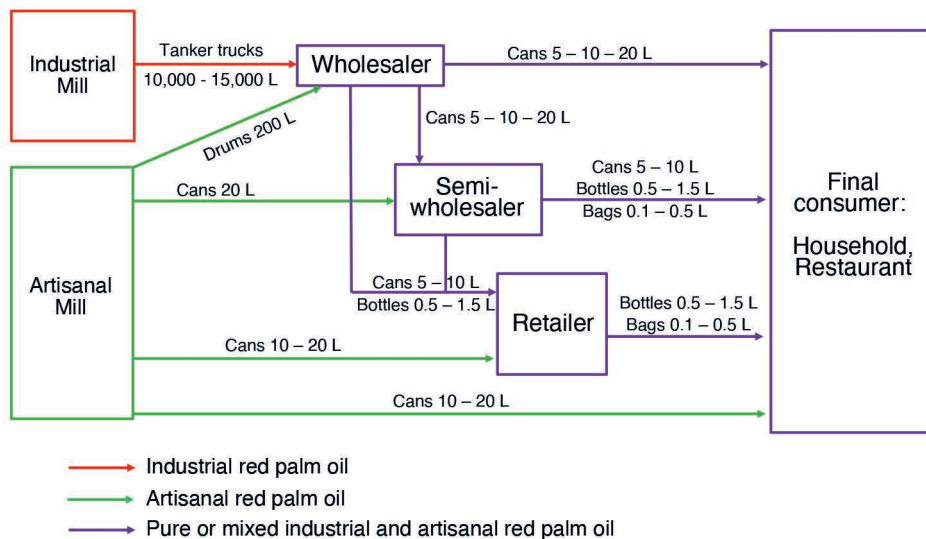 Industrial
Mill
Tanker trucks
10,000 - 15,000 L
Wholesaler
Cans 5 – 10 – 20 L
Drums 200 L
Cans 5 – 10 – 20 L
Artisanal
Mill
Cans 20 L
Semi-
wholesaler
Cans 5 – 10 L
Bottles 0.5 – 1.5 L
Bags 0.1 – 0.5 L
Cans 5 – 10 L
Bottles 0.5 – 1.5 L
Retailer
Bottles 0.5 – 1.5 L
Bags 0.1 – 0.5 L
Cans 10 – 20 L
Cans 10 – 20 L
Final
consumer:
Household,
Restaurant
Industrial red palm oil
Artisanal red palm oil
Pure or mixed industrial and artisanal red palm oil